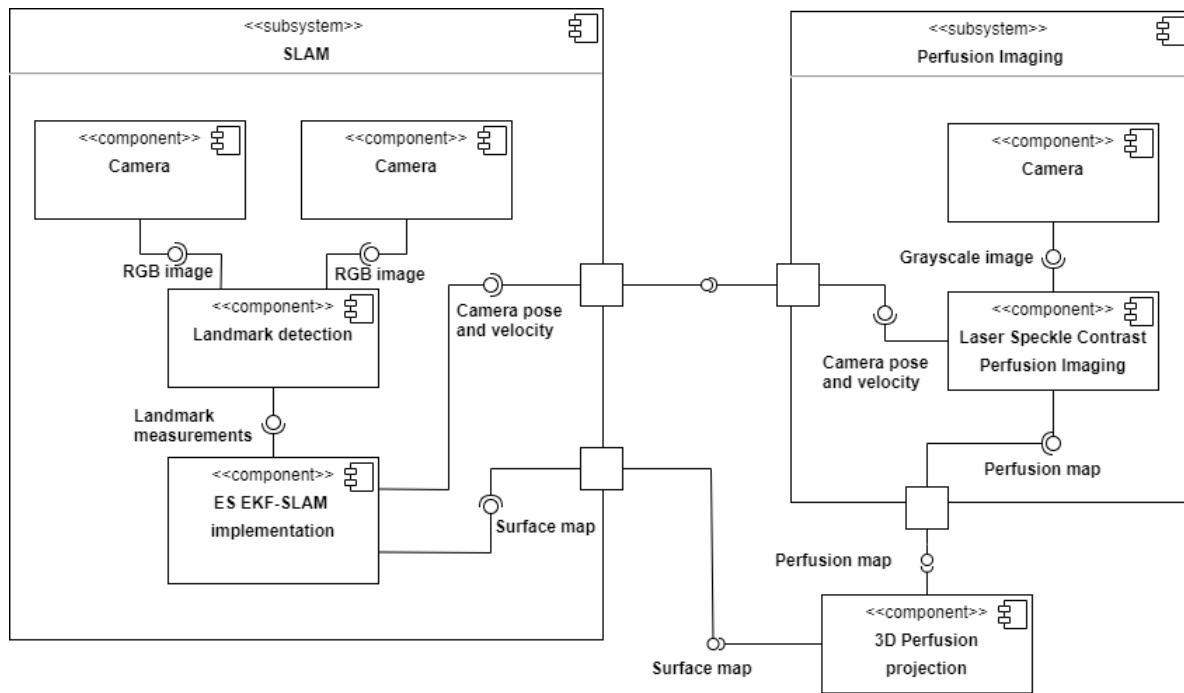 <<subsystem>>
SLAM
<<component>>
Camera
<<component>>
Camera
RGB image
RGB image
<<component>>
Landmark detection
Landmark
measurements
<<component>>
ES EKF-SLAM
implementation
Camera pose
and velocity
Surface map
<<subsystem>>
Perfusion Imaging
<<component>>
Camera
Grayscale image
<<component>>
Laser Speckle Contrast
Perfusion Imaging
Camera pose
and velocity
Perfusion map
Perfusion map
<<component>>
3D Perfusion
projection
Surface map